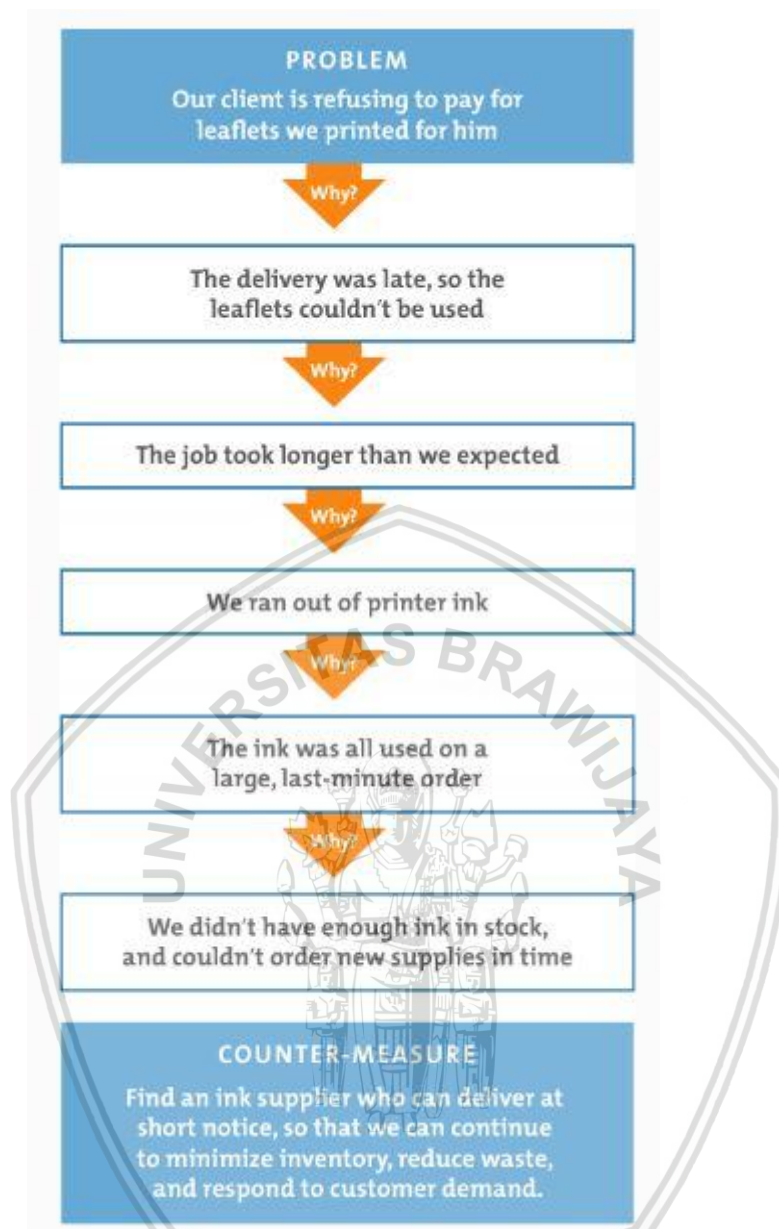 PROBLEM
Our client is refusing to pay for
leaflets we printed for him
Why?
The delivery was late, so the
leaflets couldn't be used
Why?
The job took longer than we expected
Why?
We ran out of printer ink
Why?
The ink was all used on a
large, last-minute order
Why?
We didn't have enough ink in stock,
and couldn't order new supplies in time
COUNTER-MEASURE
Find an ink supplier who can deliver at
short notice, so that we can continue
to minimize inventory, reduce waste,
and respond to customer demand.
UNIVERSITAS BRAWIJAYA